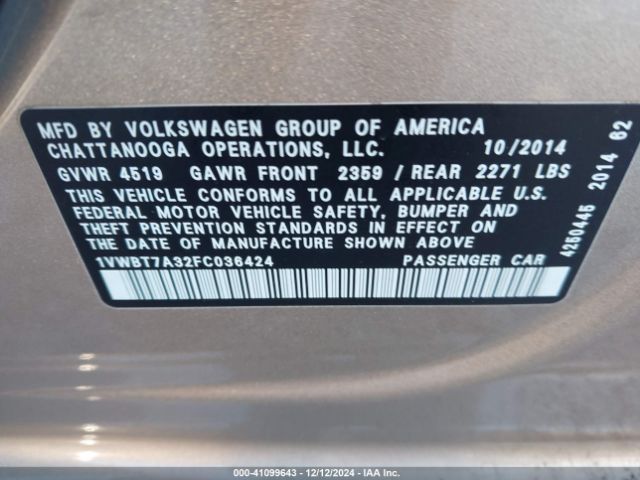 MFD BY VOLKSWAGEN GROUP OF AMERICA
CHATTANOOGA OPERATIONS, LLC. 10/2014
GVWR 4519 GAWR FRONT 2359 / REAR 2271 LBS
THIS VEHICLE CONFORMS TO ALL APPLICABLE U.S.
FEDERAL MOTOR VEHICLE SAFETY, BUMPER AND
THEFT PREVENTION STANDARDS IN EFFECT ON
THE DATE OF MANUFACTURE SHOWN ABOVE
1VWBT7A32FC036424 PASSENGER CAR
4250445 2014 62
000-41099643 - 12/12/2024 - IAA Inc.